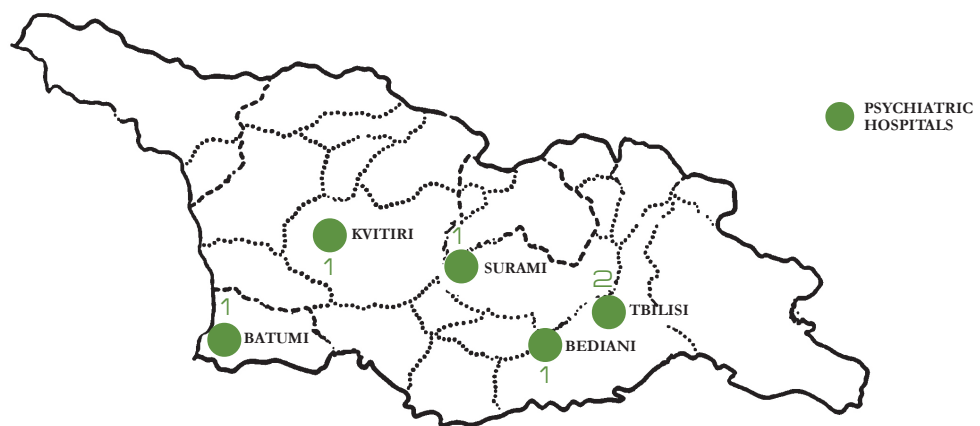 PSYCHIATRIC
HOSPITALS
KVITIRI
1
1
SURAMI
2
TBILISI
1
BATUMI
BEDIANI
1